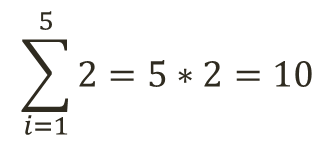 5
∑ 2 = 5 ∗ 2 = 10
i=1